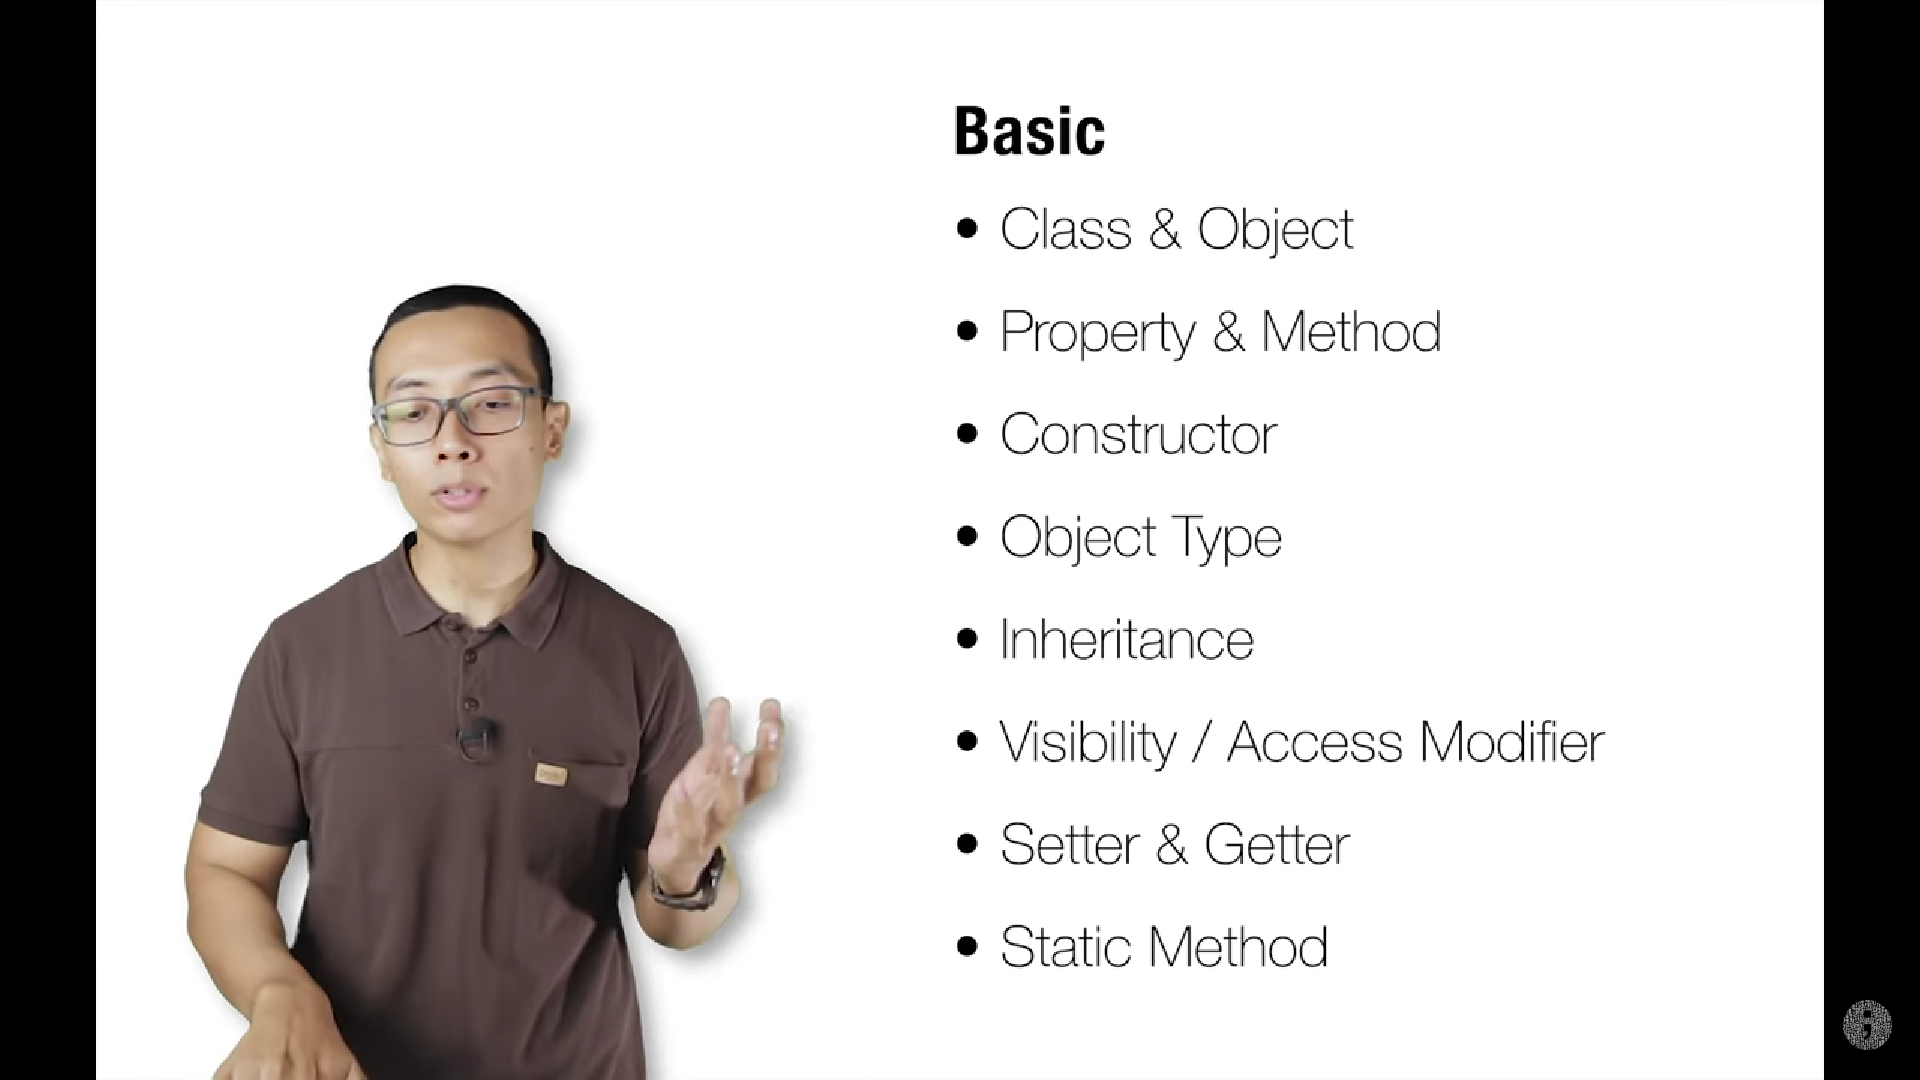 Basic
• Class & Object
• Property & Method
• Constructor
• Object Type
• Inheritance
• Visibility / Access Modifier
• Setter & Getter
• Static Method